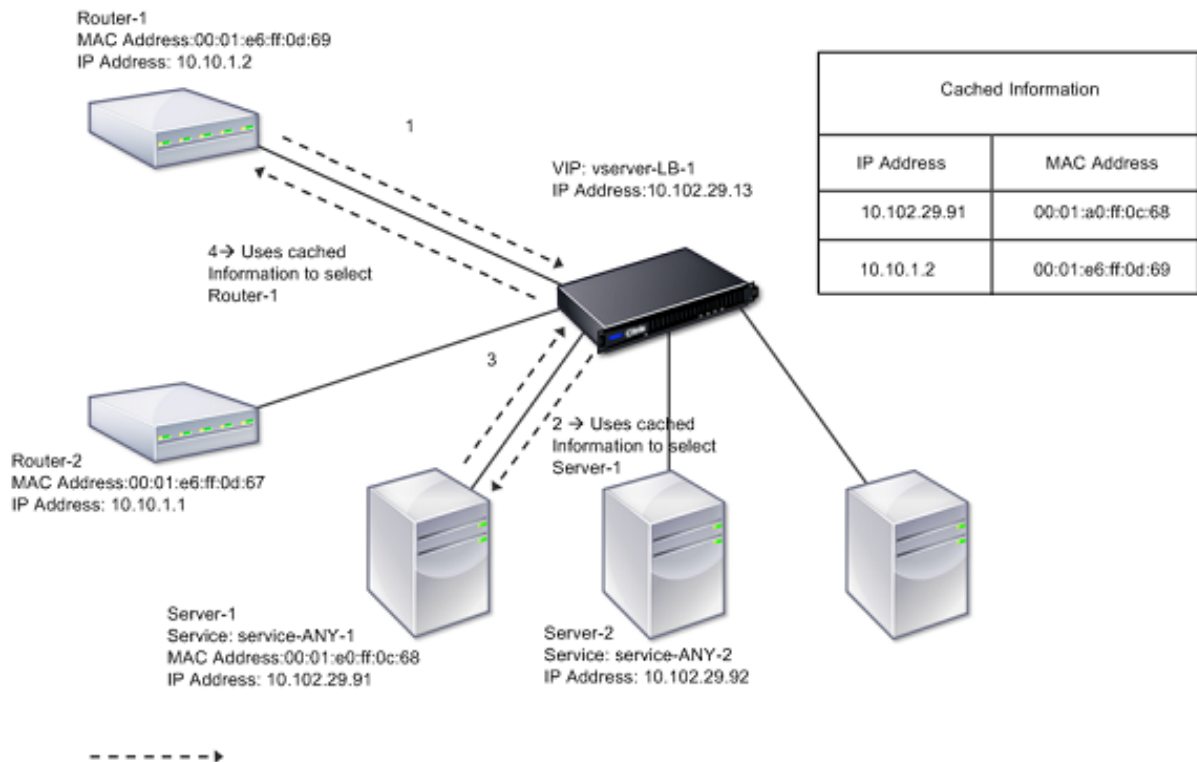 Router-1
MAC Address:00:01:e6:ff:0d:69
IP Address: 10.10.1.2
1
VIP: vserver-LB-1
IP Address:10.102.29.13
Cached Information
IP Address MAC Address
10.102.29.91 00:01:a0:ff:0c:68
10.10.1.2 00:01:e6:ff:0d:69
4→ Uses cached
Information to select
Router-1
3
2 → Uses cached
Information to select
Server-1
Router-2
MAC Address:00:01:e6:ff:0d:67
IP Address: 10.10.1.1
Server-1
Service: service-ANY-1
MAC Address:00:01:e0:ff:0c:68
IP Address: 10.102.29.91
Server-2
Service: service-ANY-2
IP Address: 10.102.29.92